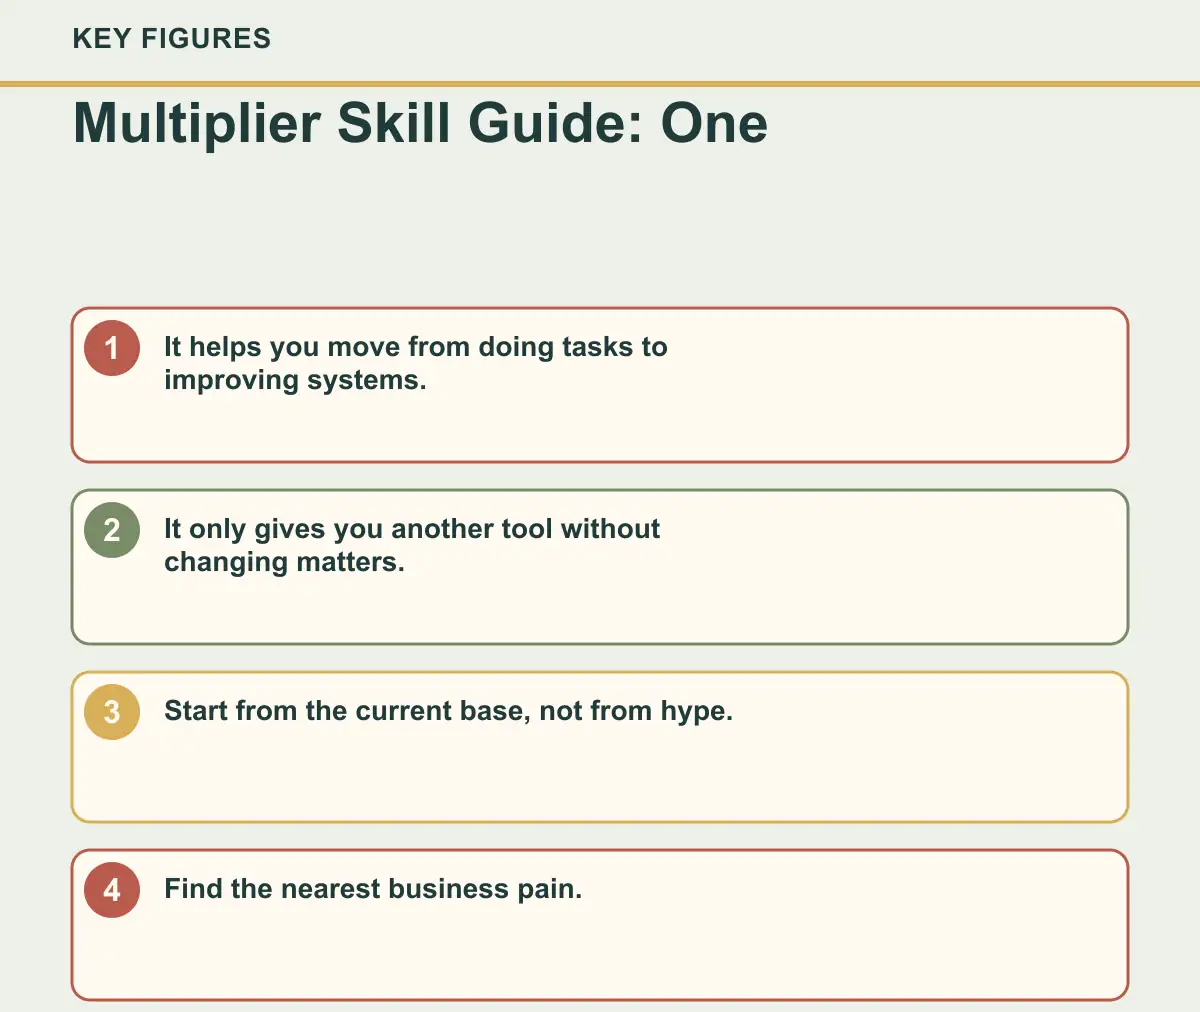 KEY FIGURES
Multiplier Skill Guide: One
1
It helps you move from doing tasks to
improving systems.
2
It only gives you another tool without
changing matters.
3
Start from the current base, not from hype.
4
Find the nearest business pain.